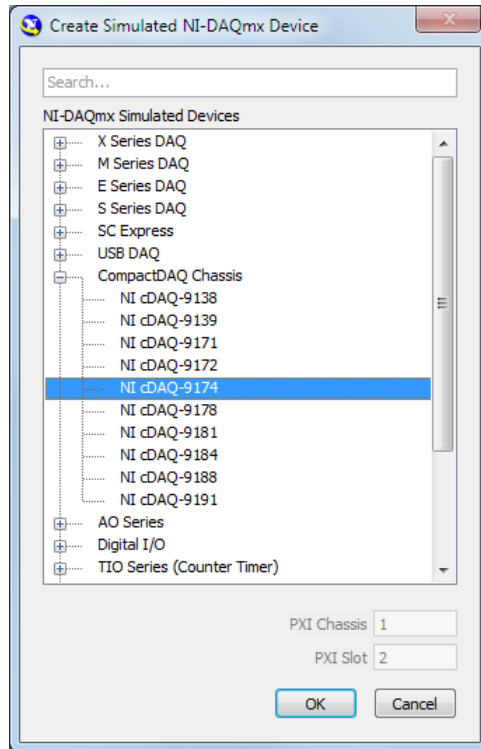 Create Simulated NI-DAQmx Device
Search...
NI-DAQmx Simulated Devices
X Series DAQ
M Series DAQ
E Series DAQ
S Series DAQ
SC Express
USB DAQ
CompactDAQ Chassis
NI cDAQ-9138
NI cDAQ-9139
NI cDAQ-9171
NI cDAQ-9172
NI cDAQ-9174
NI cDAQ-9178
NI cDAQ-9181
NI cDAQ-9184
NI cDAQ-9188
NI cDAQ-9191
AO Series
Digital I/O
TIO Series (Counter Timer)
PXI Chassis 1
PXI Slot 2
OK Cancel